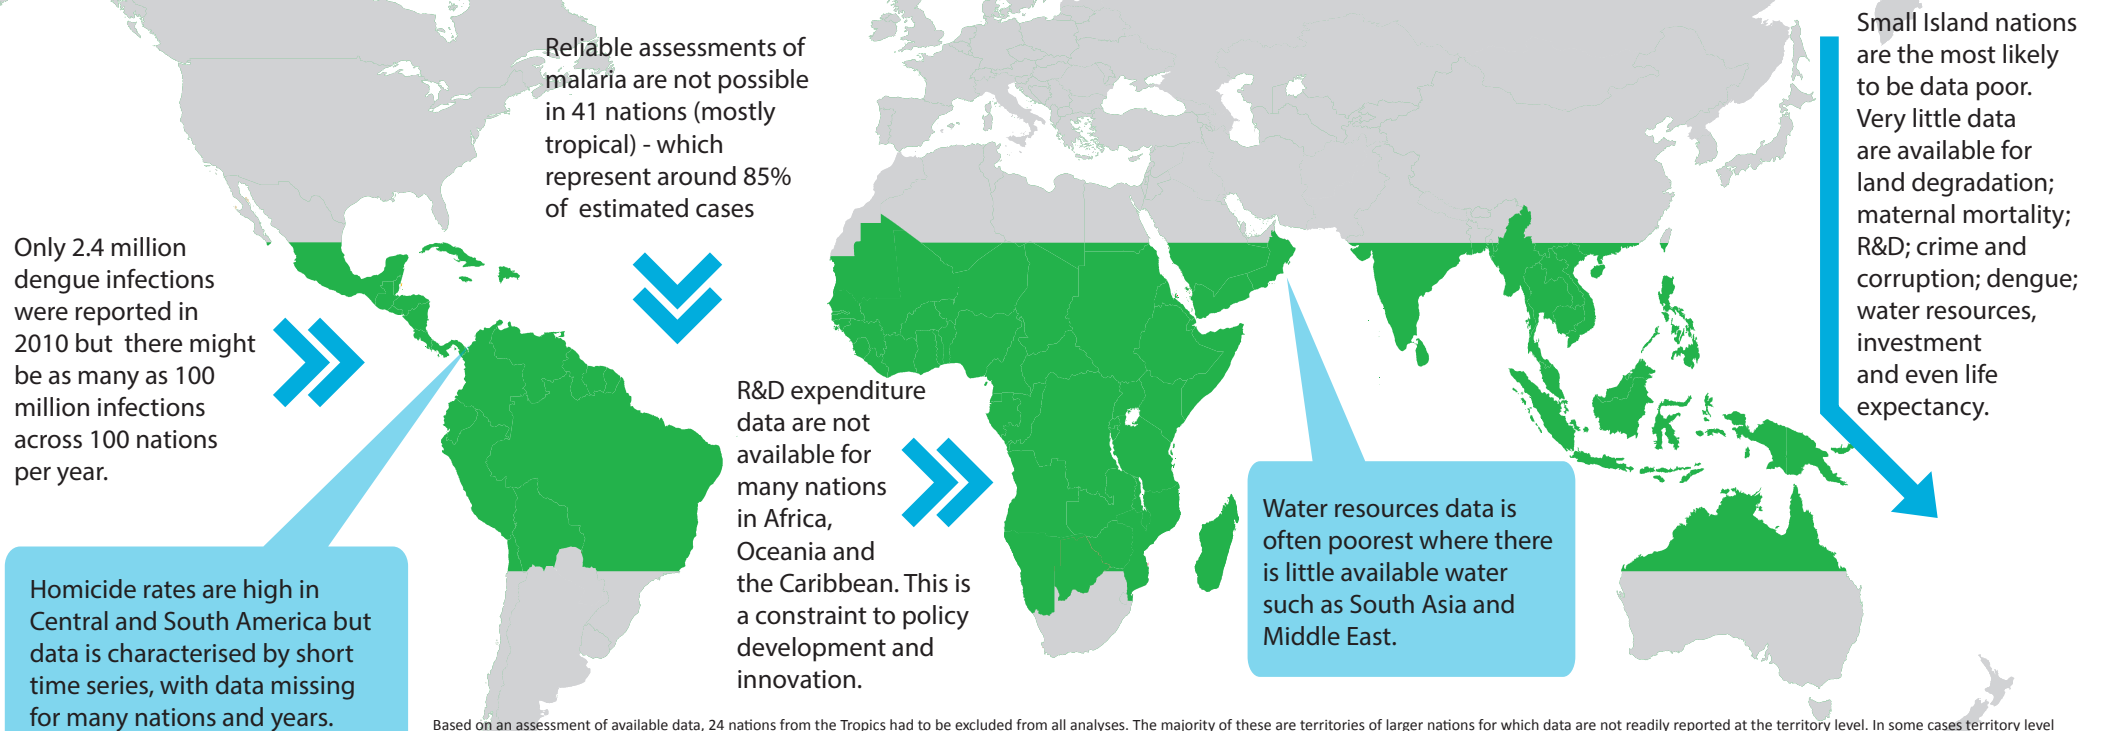 Reliable assessments of
malaria are not possible
in 41 nations (mostly
tropical) - which
represent around 85%
of estimated cases
Small Island nations
are the most likely
to be data poor.
Very little data
are available for
land degradation;
maternal mortality;
R&D; crime and
corruption; dengue;
water resources,
investment
and even life
expectancy.
Only 2.4 million
dengue infections
were reported in
2010 but there might
be as many as 100
million infections
across 100 nations
per year.
R&D expenditure
data are not
available for
many nations
in Africa,
Oceania and
the Caribbean. This is
a constraint to policy
development and
innovation.
Water resources data is
often poorest where there
is little available water
such as South Asia and
Middle East.
Homicide rates are high in
Central and South America but
data is characterised by short
time series, with data missing
for many nations and years.
Based on an assessment of available data, 24 nations from the Tropics had to be excluded from all analyses. The majority of these are territories of larger nations for which data are not readily reported at the territory level. In some cases territory level